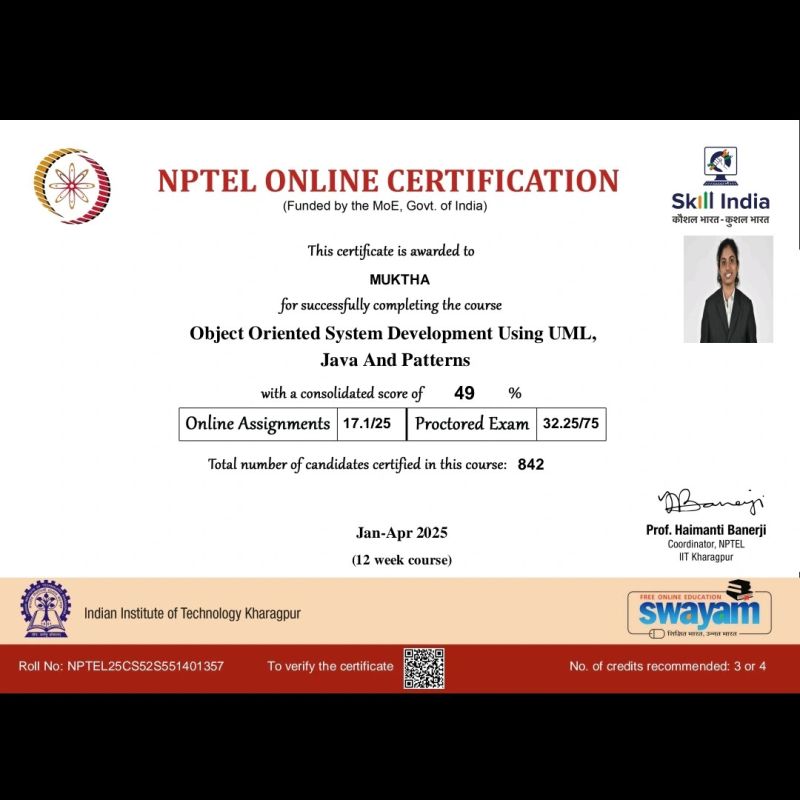 NPTEL ONLINE CERTIFICATION
(Funded by the MoE, Govt. of India)
Skill India
कौशल भारत - कुशल भारत
This certificate is awarded to
MUKTHA
for successfully completing the course
Object Oriented System Development Using UML,
Java And Patterns
with a consolidated score of 49 %
Online Assignments 17.1/25 Proctored Exam 32.25/75
Total number of candidates certified in this course: 842
Jan-Apr 2025
(12 week course)
Prof. Haimanti Banerji
Coordinator, NPTEL
IIT Kharagpur
Indian Institute of Technology Kharagpur
FREE ONLINE EDUCATION
swayam
शिक्षित भारत, उन्नत भारत
Roll No: NPTEL25CS52S551401357 To verify the certificate No. of credits recommended: 3 or 4